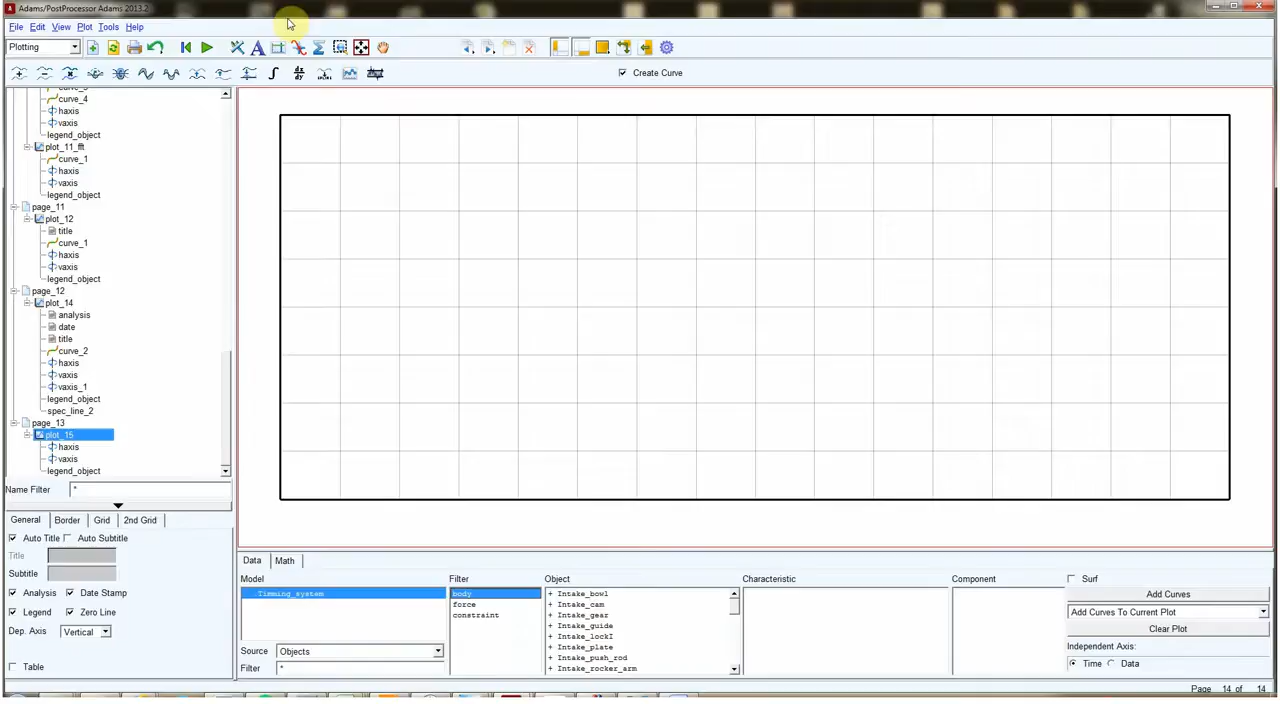 Adams/PostProcessor Adams 2013.2
File Edit View Plot Tools Help
Plotting
Create Curve
curve_4
haxis
vaxis
legend_object
plot_11_fft
curve_1
haxis
vaxis
legend_object
page_11
plot_12
title
curve_1
haxis
vaxis
legend_object
page_12
plot_14
analysis
date
title
curve_2
haxis
vaxis
vaxis_1
legend_object
spec_line_2
page_13
plot_15
haxis
vaxis
legend_object
Name Filter *
General Border Grid 2nd Grid
Auto Title Auto Subtitle
Title
Subtitle
Analysis Date Stamp
Legend Zero Line
Dep. Axis Vertical
Table
Data Math
Model Filter Object Characteristic Component Surf
Timming_system
body
force
constraint
+ Intake_bowl
+ Intake_cam
+ Intake_gear
+ Intake_guide
+ Intake_lockI
+ Intake_plate
+ Intake_push_rod
+ Intake_rocker_arm
Add Curves
Add Curves To Current Plot
Clear Plot
Source Objects
Independent Axis:
Filter *
Time Data
Page 14 of 14